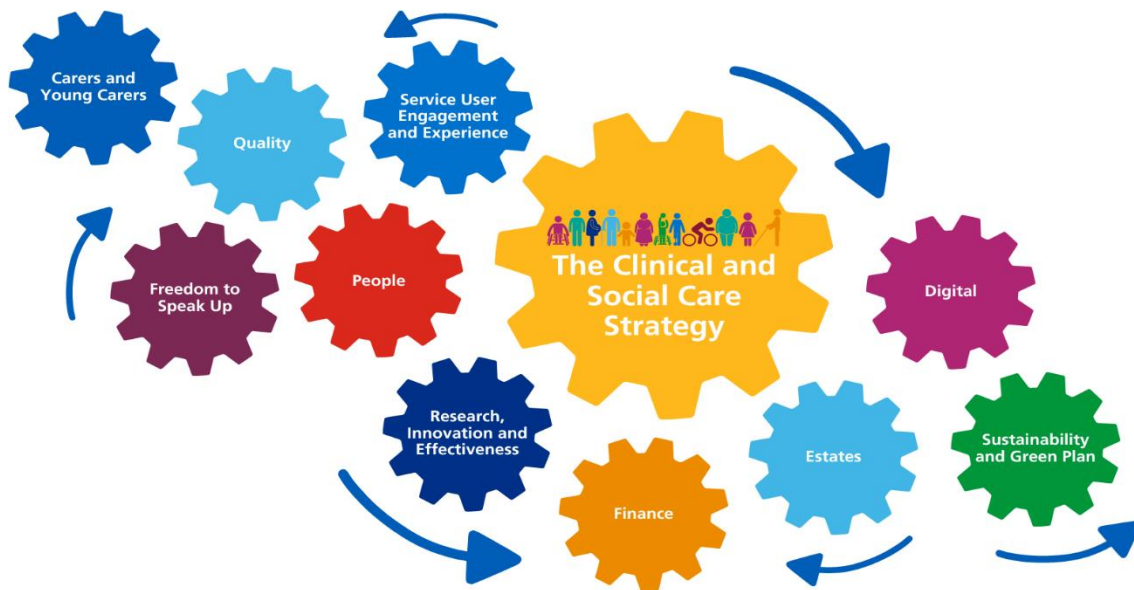 Carers and
Young Carers
Quality
Service User
Engagement
and Experience
Freedom to
Speak Up
People
The Clinical and
Social Care
Strategy
Digital
Research,
Innovation and
Effectiveness
Finance
Estates
Sustainability
and Green Plan